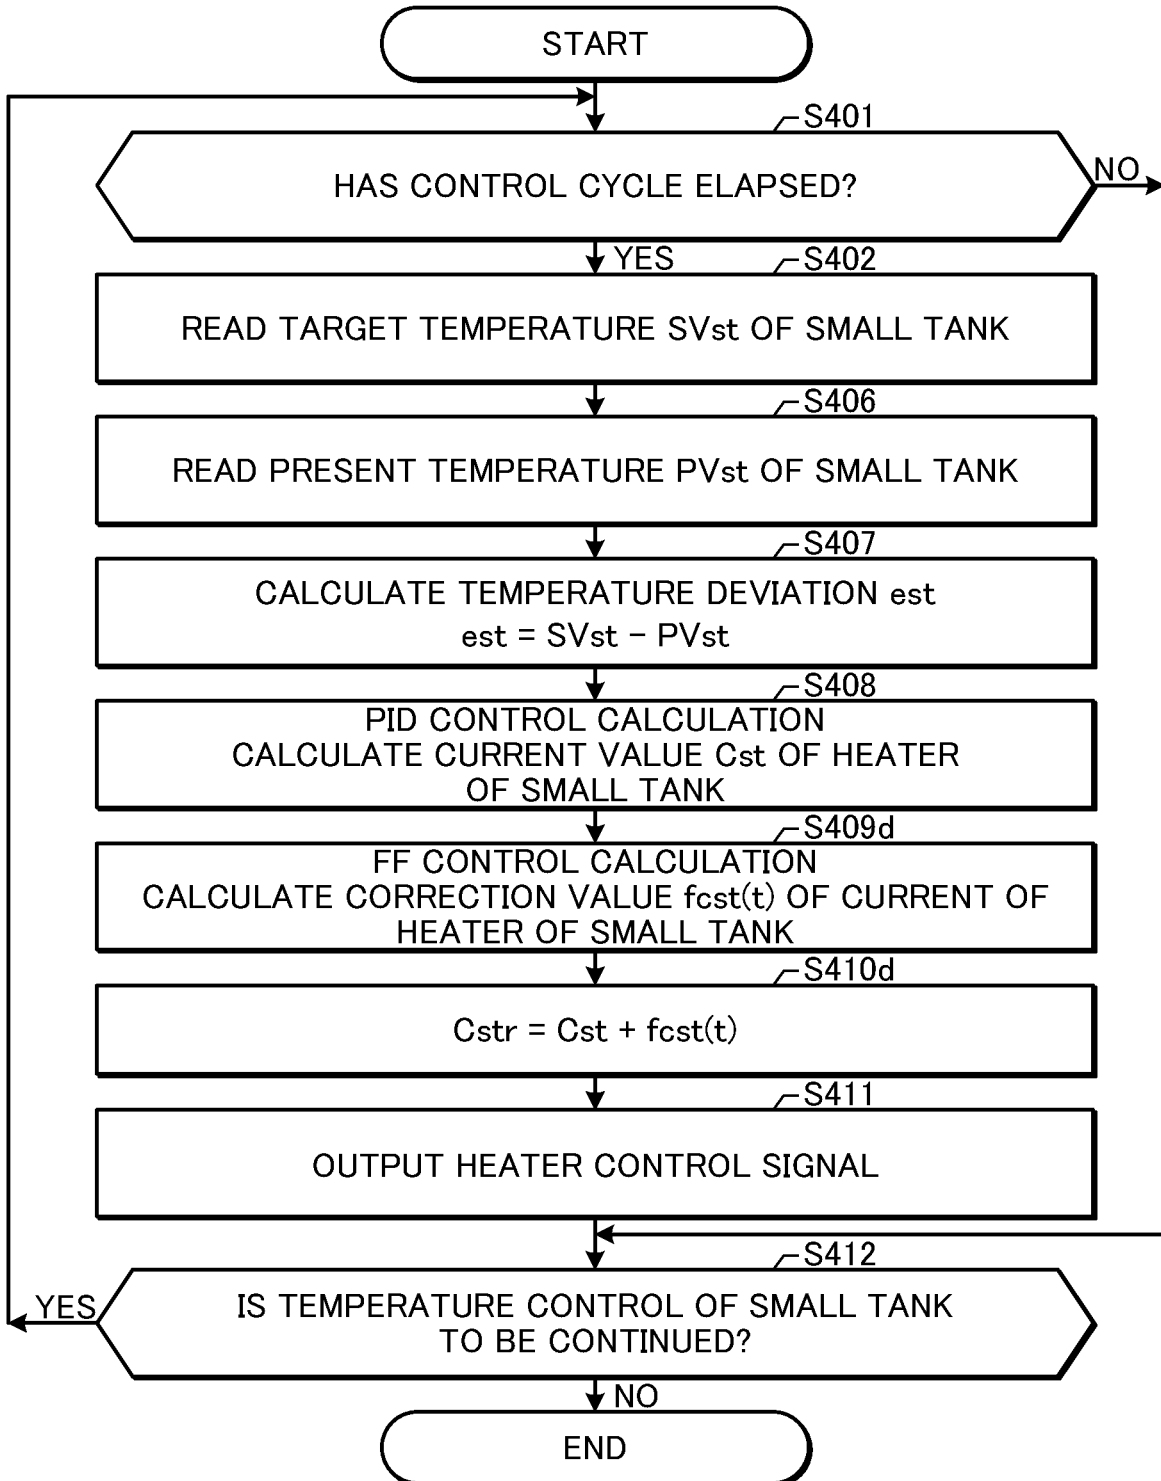 START
S401
HAS CONTROL CYCLE ELAPSED?
NO
YES
S402
READ TARGET TEMPERATURE SVst OF SMALL TANK
S406
READ PRESENT TEMPERATURE PVst OF SMALL TANK
S407
CALCULATE TEMPERATURE DEVIATION est
est = SVst − PVst
S408
PID CONTROL CALCULATION
CALCULATE CURRENT VALUE Cst OF HEATER
OF SMALL TANK
S409d
FF CONTROL CALCULATION
CALCULATE CORRECTION VALUE fcst(t) OF CURRENT OF
HEATER OF SMALL TANK
S410d
Cstr = Cst + fcst(t)
S411
OUTPUT HEATER CONTROL SIGNAL
S412
YES
IS TEMPERATURE CONTROL OF SMALL TANK
TO BE CONTINUED?
NO
END